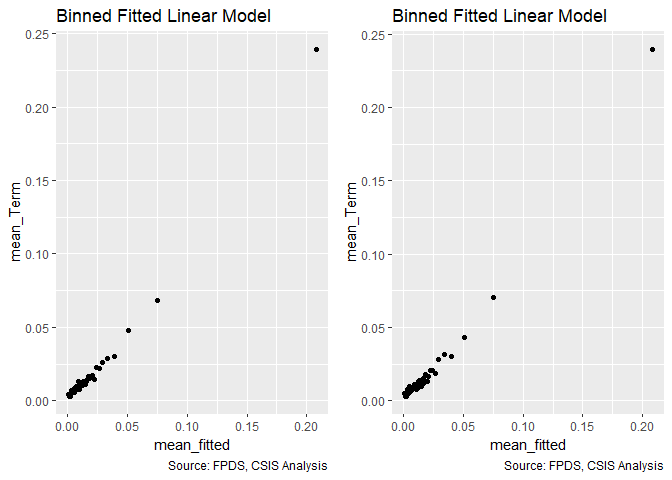 Binned Fitted Linear Model
0.25
0.20
0.15
0.10
0.05
0.00
mean_Term
0.00 0.05 0.10 0.15 0.20
mean_fitted
Source: FPDS, CSIS Analysis
Binned Fitted Linear Model
0.25
0.20
0.15
0.10
0.05
0.00
mean_Term
0.00 0.05 0.10 0.15 0.20
mean_fitted
Source: FPDS, CSIS Analysis